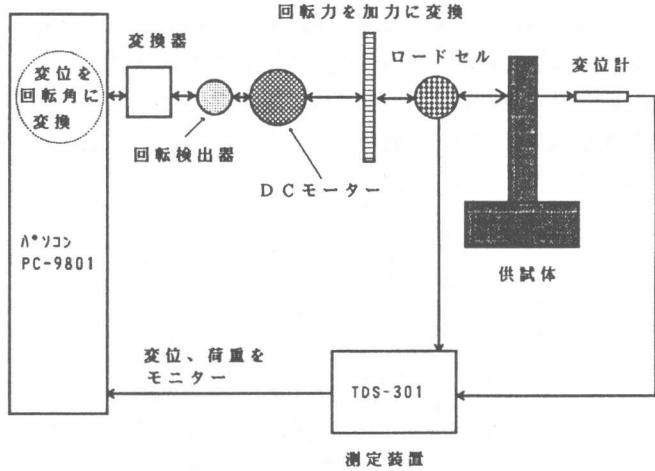 回転力を加力に変換
変換器
ロードセル
変位計
変位を
回転角に
変換
回転検出器
DCモーター
パソコン
PC-9801
供試体
変位、荷重を
モニター
TDS-301
測定装置